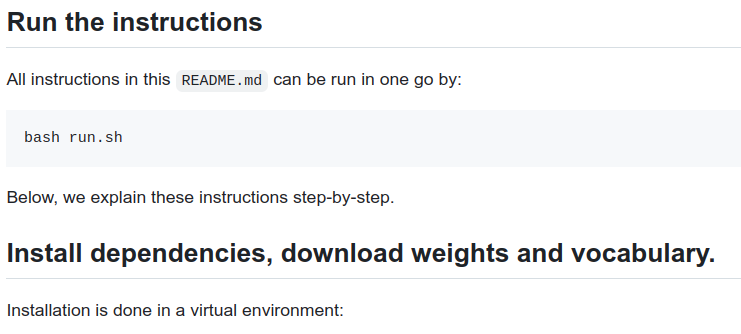 Run the instructions
All instructions in this README.md can be run in one go by:
bash run.sh
Below, we explain these instructions step-by-step.
Install dependencies, download weights and vocabulary.
Installation is done in a virtual environment: